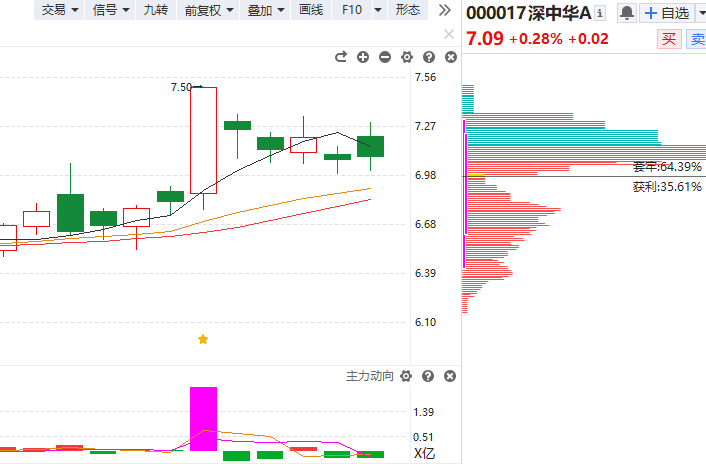 交易 信号 九转 前复权 叠加 画线 F10 形态
000017深中华A
自选
7.09 +0.28% +0.02
买 卖
7.50
7.56
7.27
6.98
6.68
6.39
6.10
套牢:64.39%
获利:35.61%
主力动向
1.39
0.51
X亿